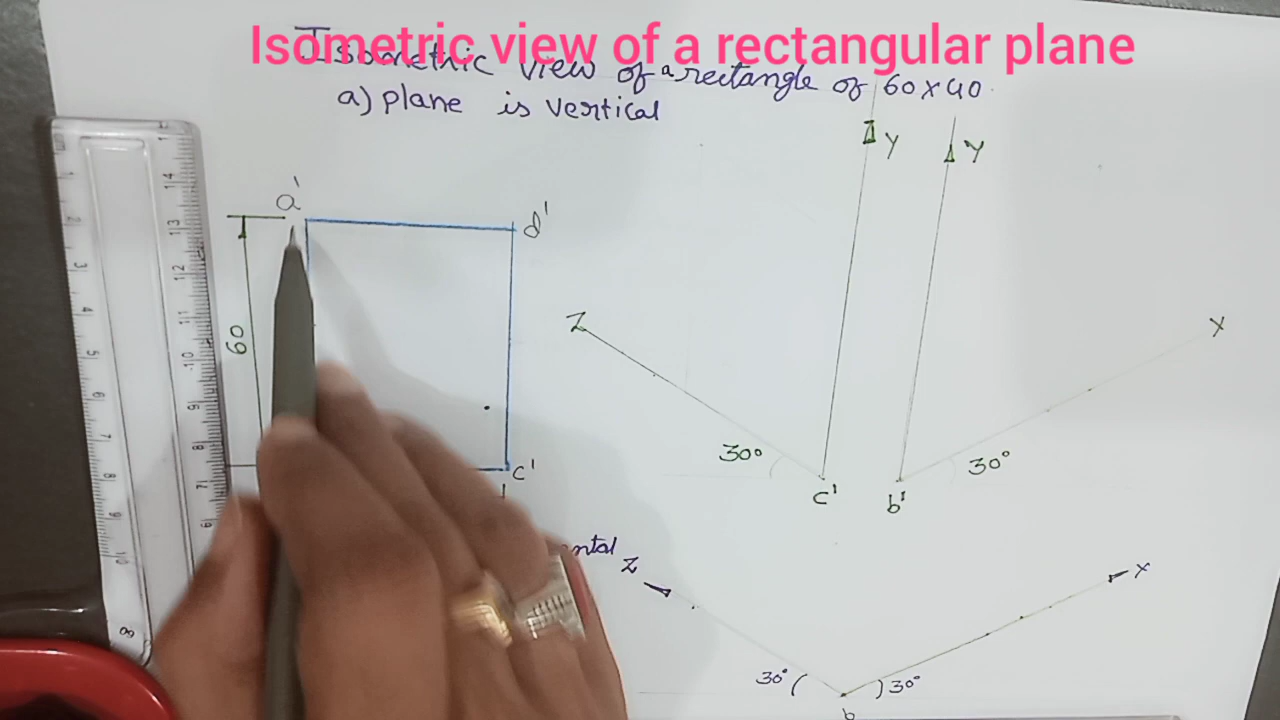 Isometric view of a rectangular plane
Isometric view of a rectangle of 60x40
a) plane is vertical
a'
d'
60
c'
Z
Y
Y
X
30°
30°
c'
b'
Z
X
30°
30°
b